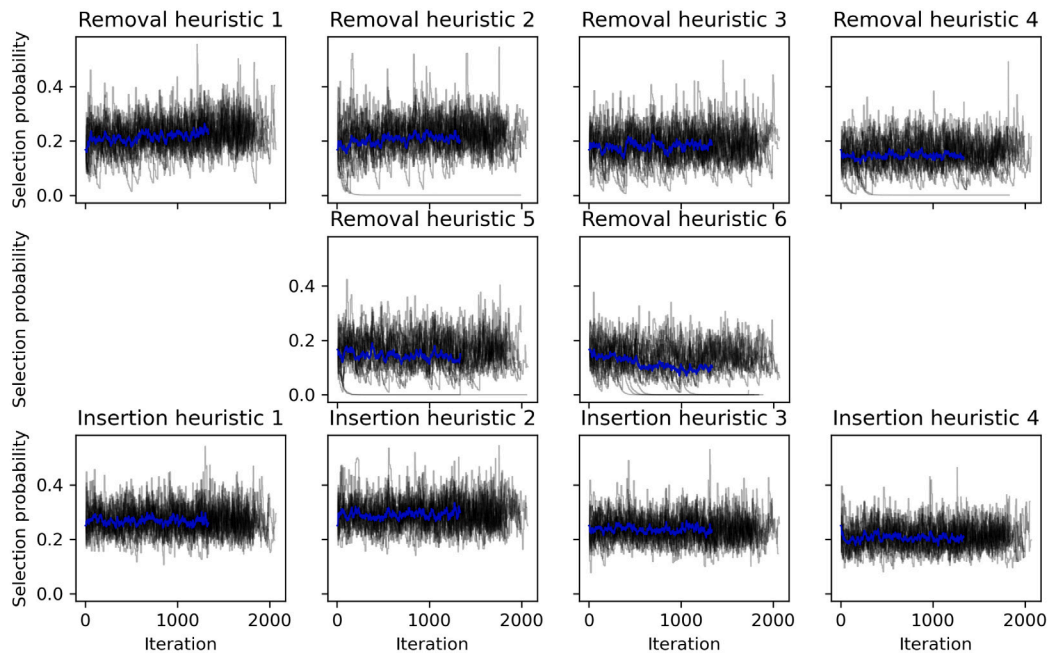 Removal heuristic 1
Removal heuristic 2
Removal heuristic 3
Removal heuristic 4
Selection probability
0.4
0.2
0.0
Removal heuristic 5
Removal heuristic 6
Selection probability
0.4
0.2
0.0
Insertion heuristic 1
Insertion heuristic 2
Insertion heuristic 3
Insertion heuristic 4
Selection probability
0.4
0.2
0.0
0 1000 2000
0 1000 2000
0 1000 2000
0 1000 2000
Iteration
Iteration
Iteration
Iteration